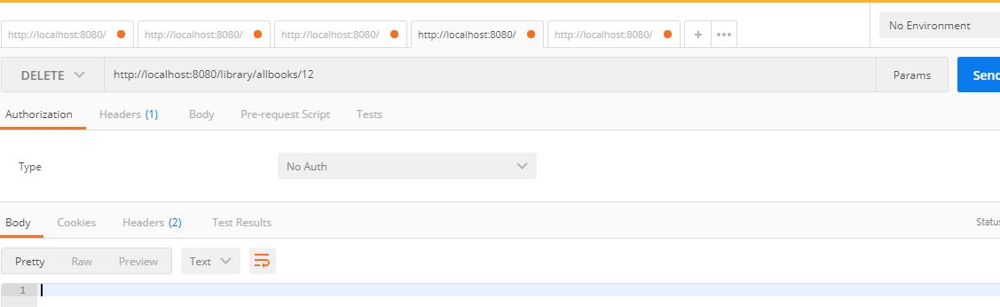 http://localhost:8080/ http://localhost:8080/ http://localhost:8080/ http://localhost:8080/ http://localhost:8080/ + ••• No Environment
DELETE http://localhost:8080/library/allbooks/12 Params Send
Authorization Headers (1) Body Pre-request Script Tests
Type No Auth
Body Cookies Headers (2) Test Results Status
Pretty Raw Preview Text
1